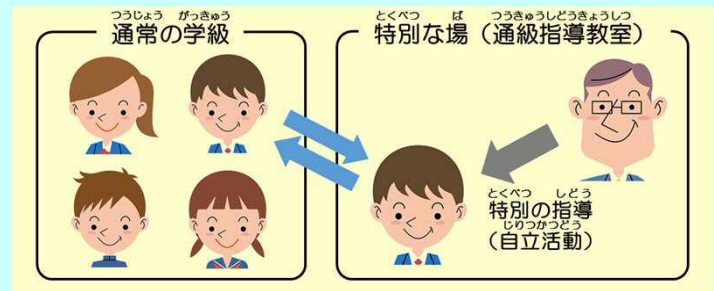 つうじょう がっきゅう
通常の学級
とくべつ ば つうきゅうしどうきょうしつ
特別な場（通級指導教室）
とくべつ しどう
特別の指導
じりつかつどう
（自立活動）